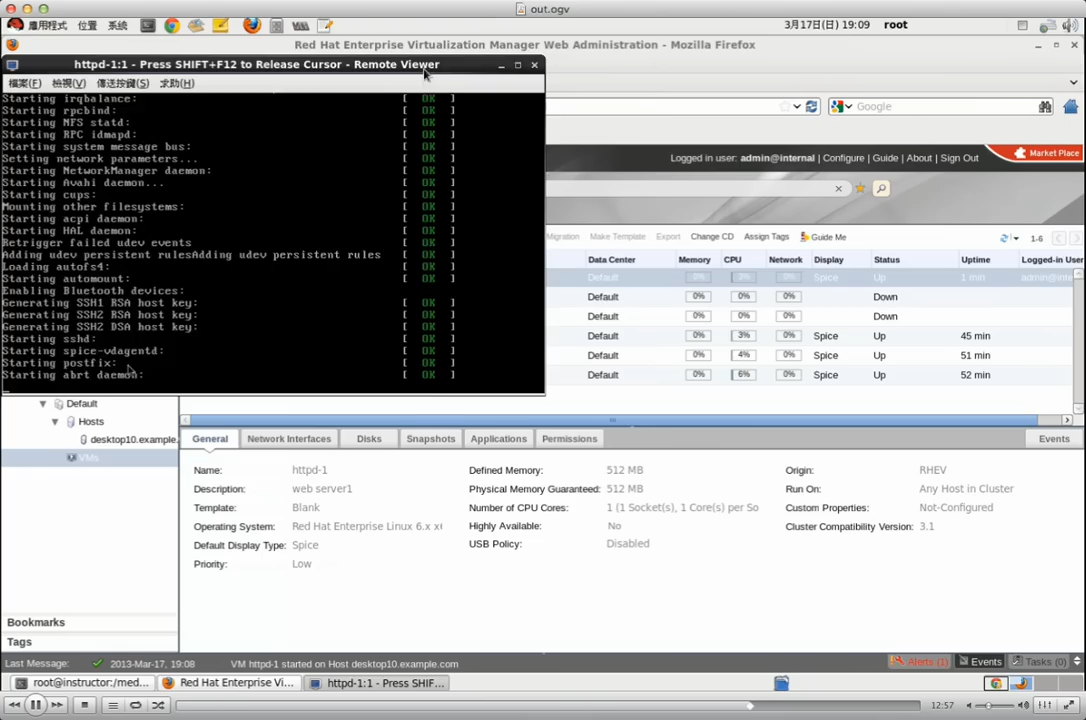 out.ogv
應用程式 位置 系統
3月17日(日) 19:09 root
Red Hat Enterprise Virtualization Manager Web Administration - Mozilla Firefox
httpd-1:1 - Press SHIFT+F12 to Release Cursor - Remote Viewer
檔案(F) 檢視(V) 傳送按鍵(S) 求助(H)
Google
Starting irqbalance: [ OK ]
Starting rpcbind: [ OK ]
Starting NFS statd: [ OK ]
Starting RPC idmapd: [ OK ]
Starting system message bus: [ OK ]
Setting network parameters... [ OK ]
Starting NetworkManager daemon: [ OK ]
Starting Avahi daemon... [ OK ]
Starting cups: [ OK ]
Mounting other filesystems: [ OK ]
Starting acpi daemon: [ OK ]
Starting HAL daemon: [ OK ]
Retrigger failed udev events [ OK ]
Adding udev persistent rulesAdding udev persistent rules [ OK ]
Loading autofs4: [ OK ]
Starting automount: [ OK ]
Enabling Bluetooth devices: [ OK ]
Generating SSH1 RSA host key: [ OK ]
Generating SSH2 RSA host key: [ OK ]
Generating SSH2 DSA host key: [ OK ]
Starting sshd: [ OK ]
Starting spice-vdagentd: [ OK ]
Starting postfix: [ OK ]
Starting abrt daemon: [ OK ]
Logged in user: admin@internal | Configure | Guide | About | Sign Out
Market Place
Migration Make Template Export Change CD Assign Tags Guide Me 1-6
Data Center Memory CPU Network Display Status Uptime Logged-in User
Default 0% 3% 0% Spice Up 1 min admin@inte
Default 0% 0% 0% Down
Default 0% 0% 0% Down
Default 0% 3% 0% Spice Up 45 min
Default 0% 4% 0% Spice Up 51 min
Default 0% 6% 0% Spice Up 52 min
Default
Hosts
desktop10.example.
VMs
Bookmarks
Tags
General Network Interfaces Disks Snapshots Applications Permissions Events
Name: httpd-1 Defined Memory: 512 MB Origin: RHEV
Description: web server1 Physical Memory Guaranteed: 512 MB Run On: Any Host in Cluster
Template: Blank Number of CPU Cores: 1 (1 Socket(s), 1 Core(s) per So Custom Properties: Not-Configured
Operating System: Red Hat Enterprise Linux 6.x x6 Highly Available: No Cluster Compatibility Version: 3.1
Default Display Type: Spice USB Policy: Disabled
Priority: Low
Last Message: 2013-Mar-17, 19:08 VM httpd-1 started on Host desktop10.example.com Alerts (1) Events Tasks (0)
root@instructor:/med... Red Hat Enterprise Vi... httpd-1:1 - Press SHIF...
12:57